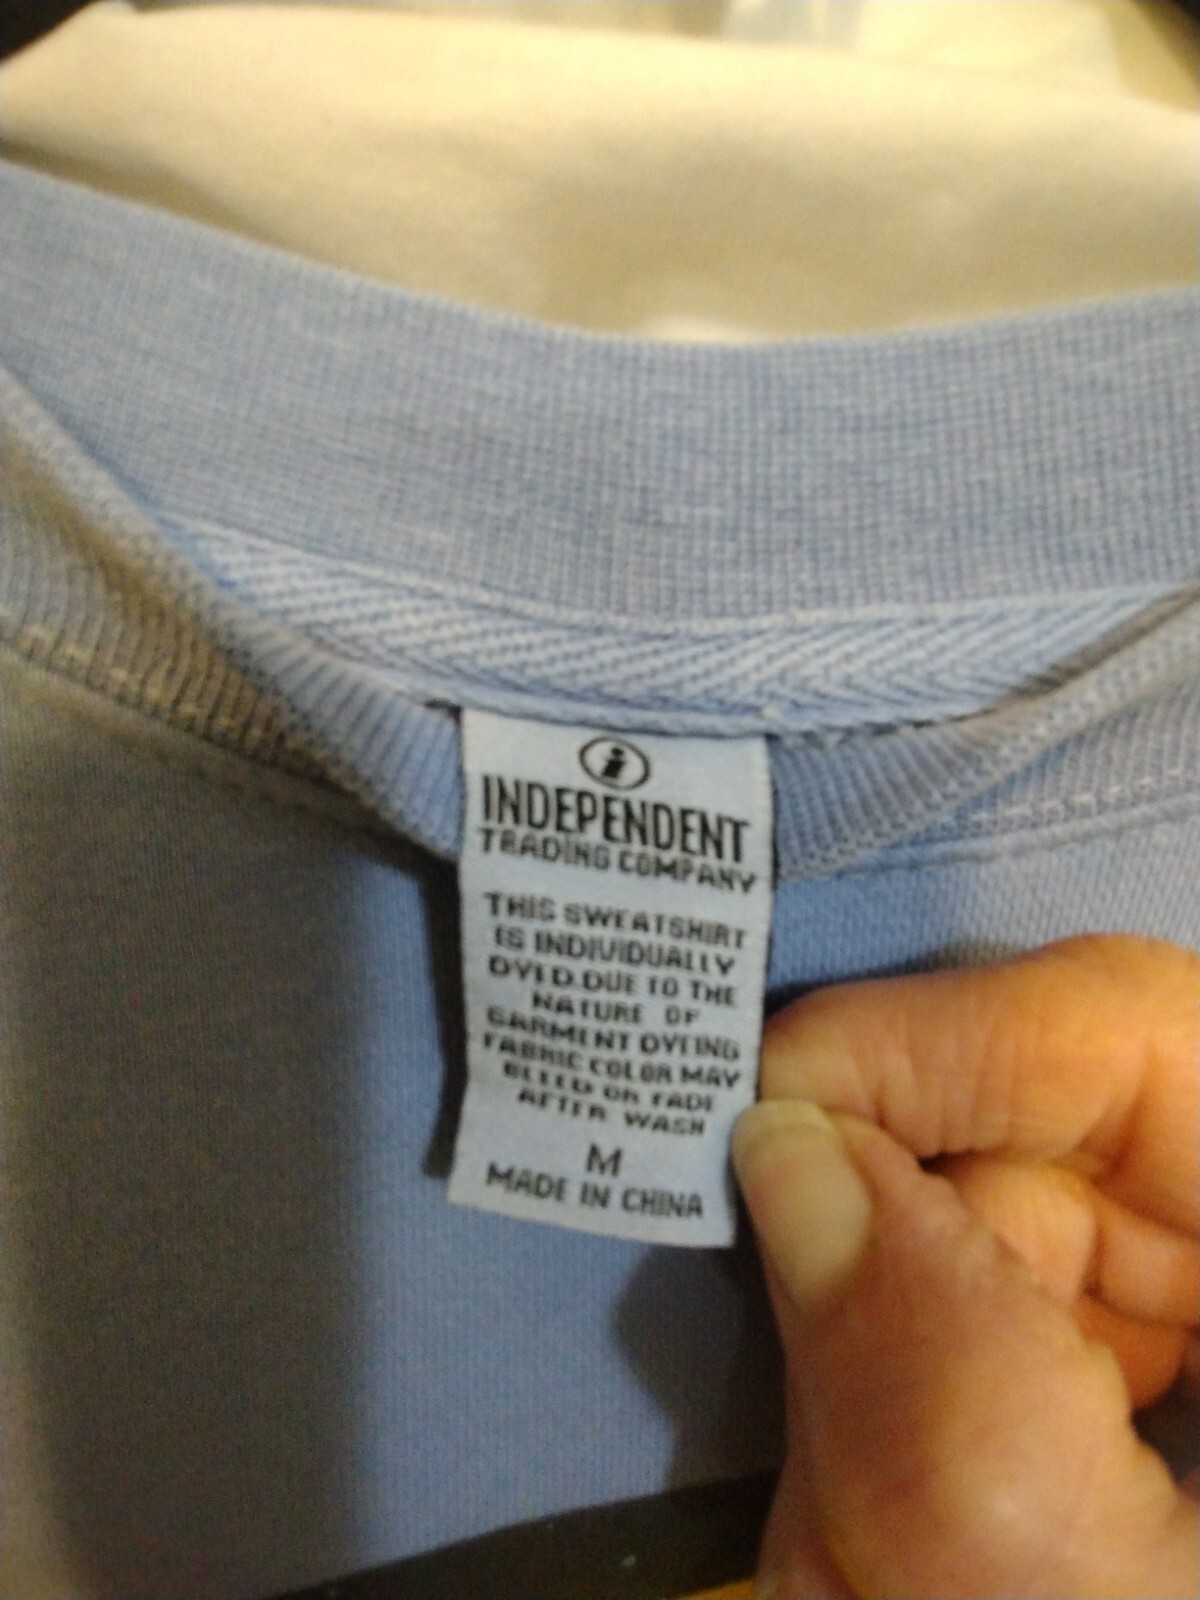 i
INDEPENDENT
TRADING COMPANY
THIS SWEATSHIRT
IS INDIVIDUALLY
DYED.DUE TO THE
NATURE OF
GARMENT DYEING
FABRIC COLOR MAY
BLEED OR FADE
AFTER WASH
M
MADE IN CHINA